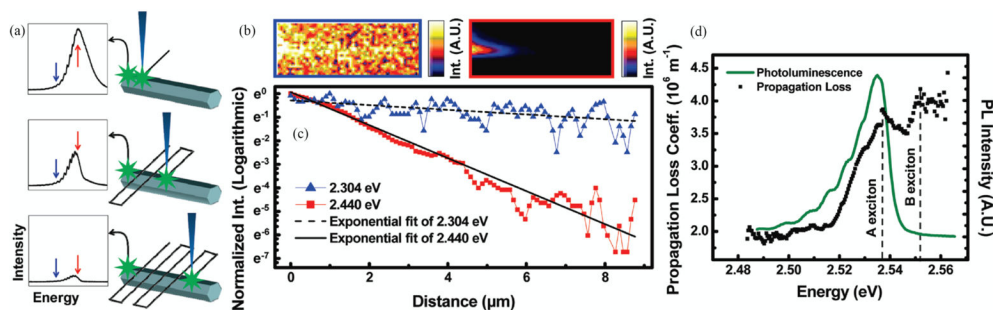 (a)
Intensity
Energy
(b)
Int. (A.U.)
Int. (A.U.)
Normalized Int. (Logarithmic)
e⁰
e⁻¹
e⁻²
e⁻³
e⁻⁴
e⁻⁵
e⁻⁶
e⁻⁷
(c)
2.304 eV
2.440 eV
Exponential fit of 2.304 eV
Exponential fit of 2.440 eV
0 2 4 6 8
Distance (µm)
(d)
Propagation Loss Coeff. (10⁶ m⁻¹)
4.5
4.0
3.5
3.0
2.5
2.0
Photoluminescence
Propagation Loss
A exciton
B exciton
PL Intensity (A.U.)
2.48 2.50 2.52 2.54 2.56
Energy (eV)